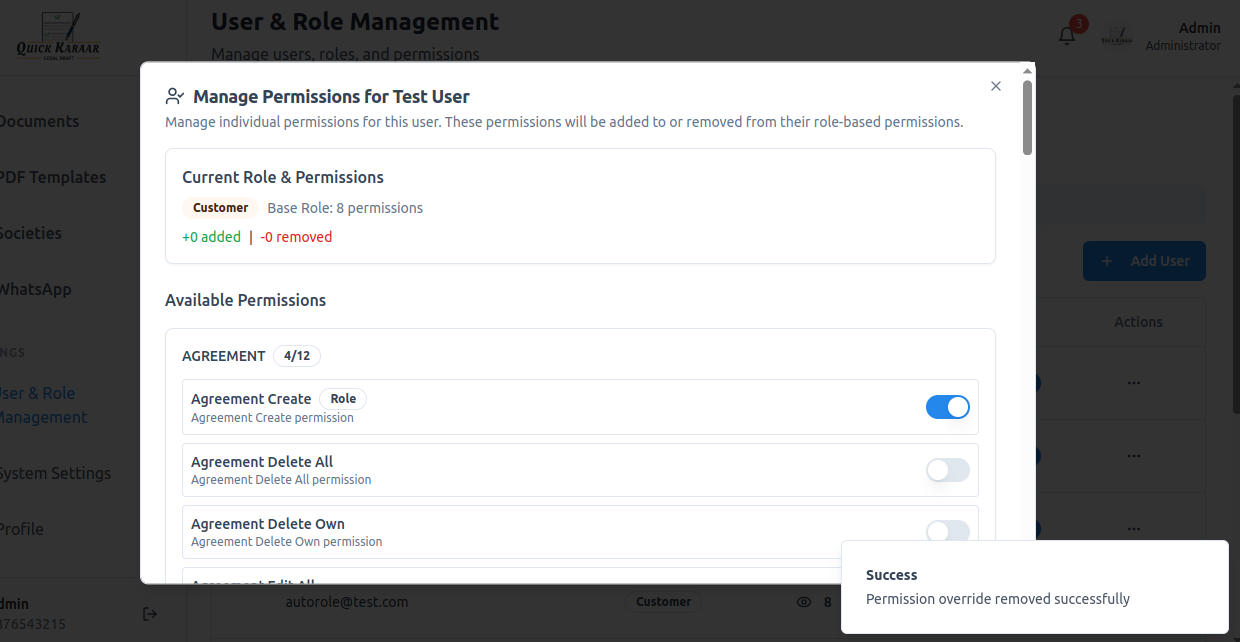 QUICK KARAAR
LEGAL DRAFT
User & Role Management
Manage users, roles, and permissions
3
Admin
Administrator
Documents
PDF Templates
Societies
WhatsApp
NGS
User & Role
Management
System Settings
Profile
dmin
876543215
Manage Permissions for Test User
Manage individual permissions for this user. These permissions will be added to or removed from their role-based permissions.
Current Role & Permissions
Customer Base Role: 8 permissions
+0 added | -0 removed
Available Permissions
AGREEMENT 4/12
Agreement Create Role
Agreement Create permission
Agreement Delete All
Agreement Delete All permission
Agreement Delete Own
Agreement Delete Own permission
Agreement Edit All
+ Add User
Actions
autorole@test.com Customer 8
Success
Permission override removed successfully